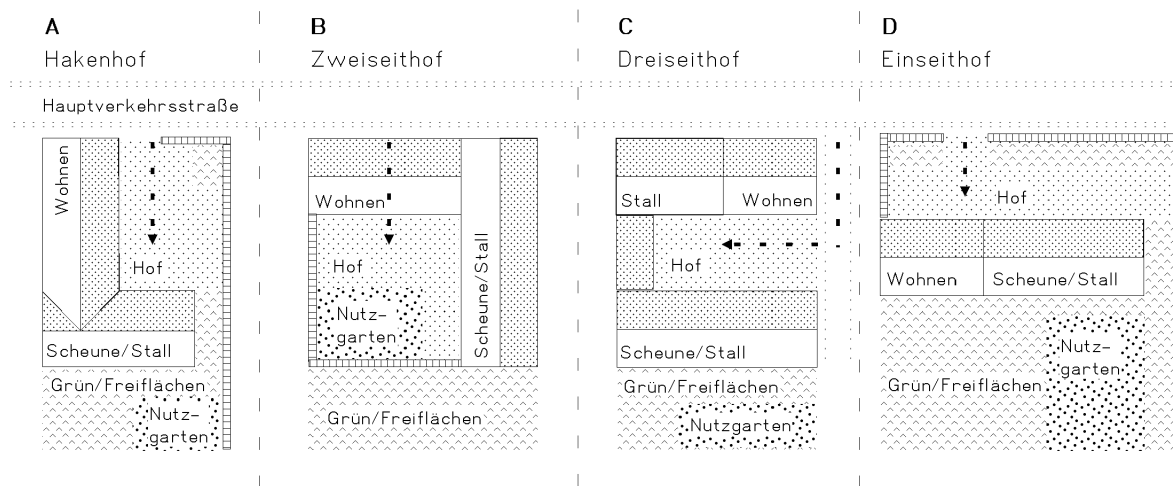 A
Hakenhof
B
Zweiseithof
C
Dreiseithof
D
Einseithof
Hauptverkehrsstraße
Wohnen
Hof
Scheune/Stall
Grün/Freiflächen
Nutz-
garten
Wohnen
Hof
Nutz-
garten
Scheune/Stall
Grün/Freiflächen
Stall
Wohnen
Hof
Scheune/Stall
Grün/Freiflächen
Nutzgarten
Hof
Wohnen
Scheune/Stall
Nutz-
garten
Grün/Freiflächen